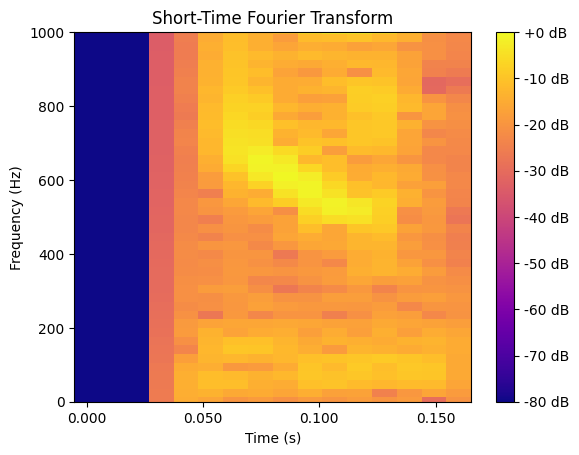 Short-Time Fourier Transform
1000
800
600
400
200
0
Frequency (Hz)
0.000
0.050
0.100
0.150
Time (s)
+0 dB
-10 dB
-20 dB
-30 dB
-40 dB
-50 dB
-60 dB
-70 dB
-80 dB